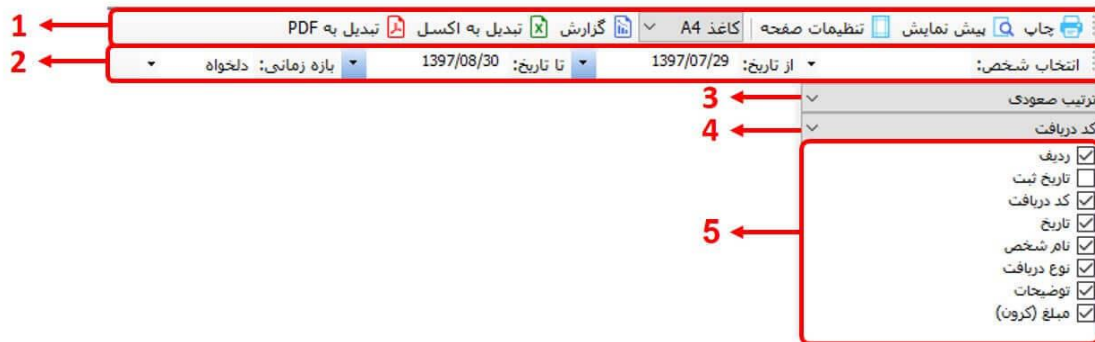 1
چاپ پیش نمایش تنظیمات صفحه کاغذ A4 گزارش تبدیل به اکسل تبدیل به PDF
2
انتخاب شخص: از تاریخ: 1397/07/29 تا تاریخ: 1397/08/30 بازه زمانی: دلخواه
ترتیب صعودی
3
کد دریافت
4
ردیف
تاریخ ثبت
کد دریافت
تاریخ
نام شخص
نوع دریافت
توضیحات
مبلغ (کرون)
5